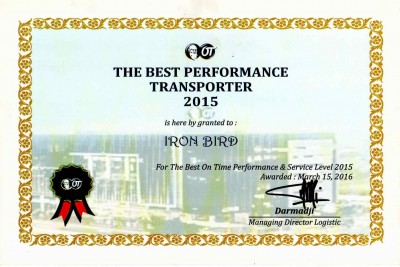 OT
THE BEST PERFORMANCE
TRANSPORTER
2015
is here by granted to :
IRON BIRD
For The Best On Time Performance & Service Level 2015
Awarded : March 15, 2016
OT
Darmadji
Managing Director Logistic